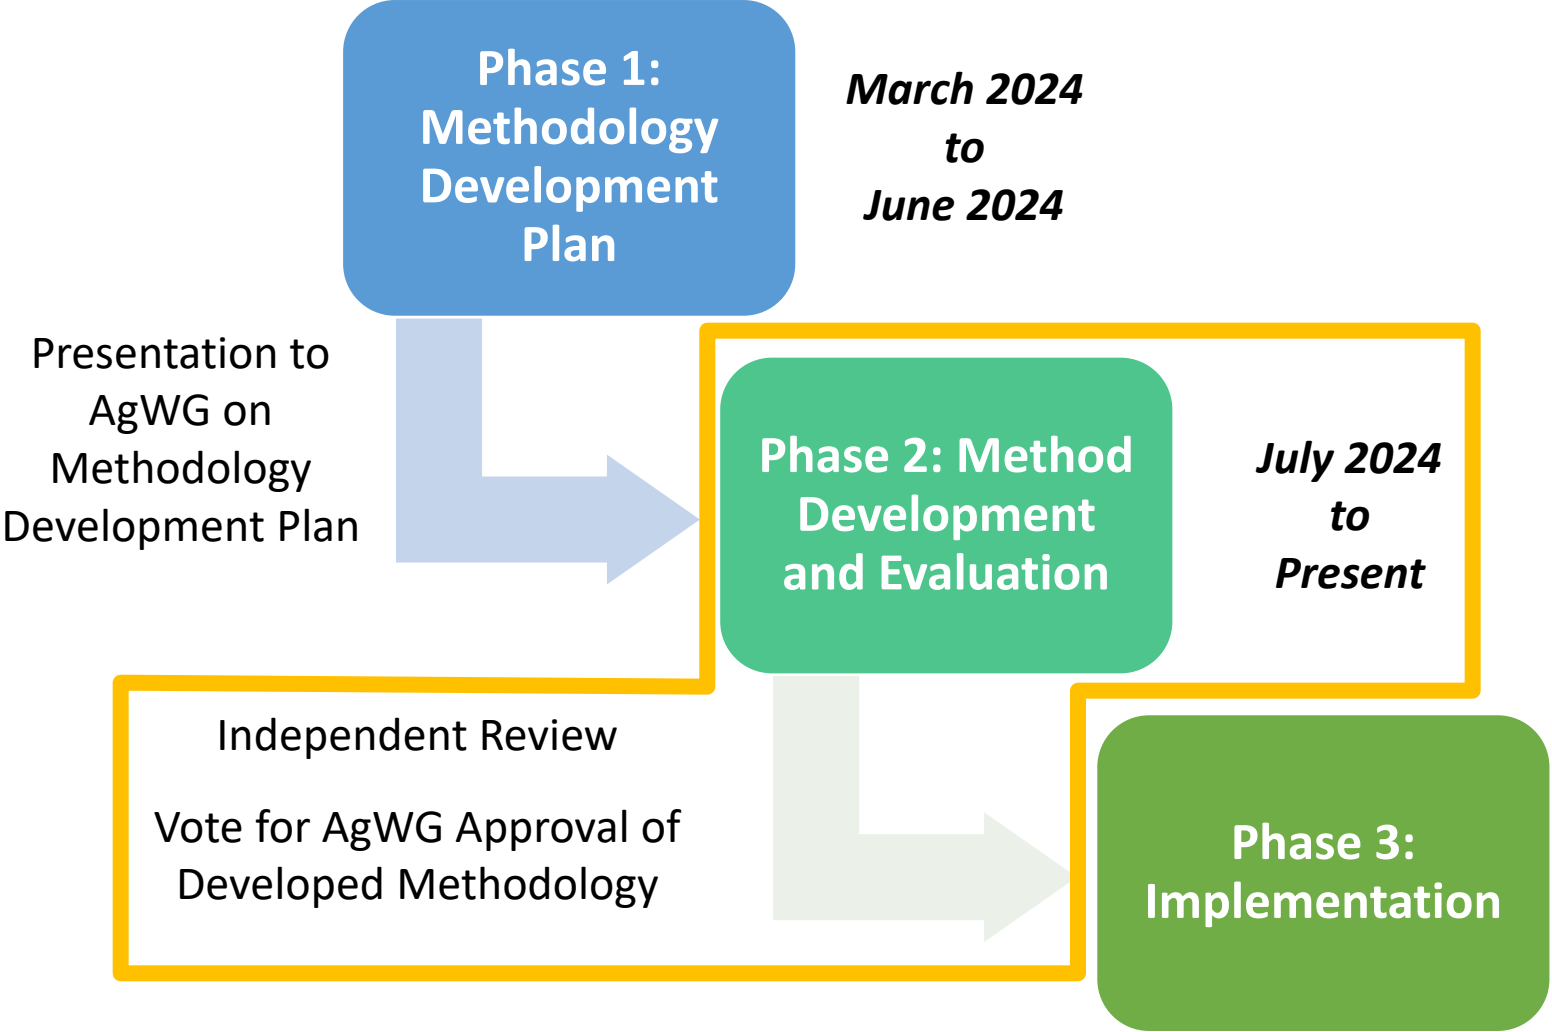 Phase 1:
Methodology
Development
Plan
March 2024
to
June 2024
Presentation to
AgWG on
Methodology
Development Plan
Phase 2: Method
Development
and Evaluation
July 2024
to
Present
Independent Review
Vote for AgWG Approval of
Developed Methodology
Phase 3:
Implementation